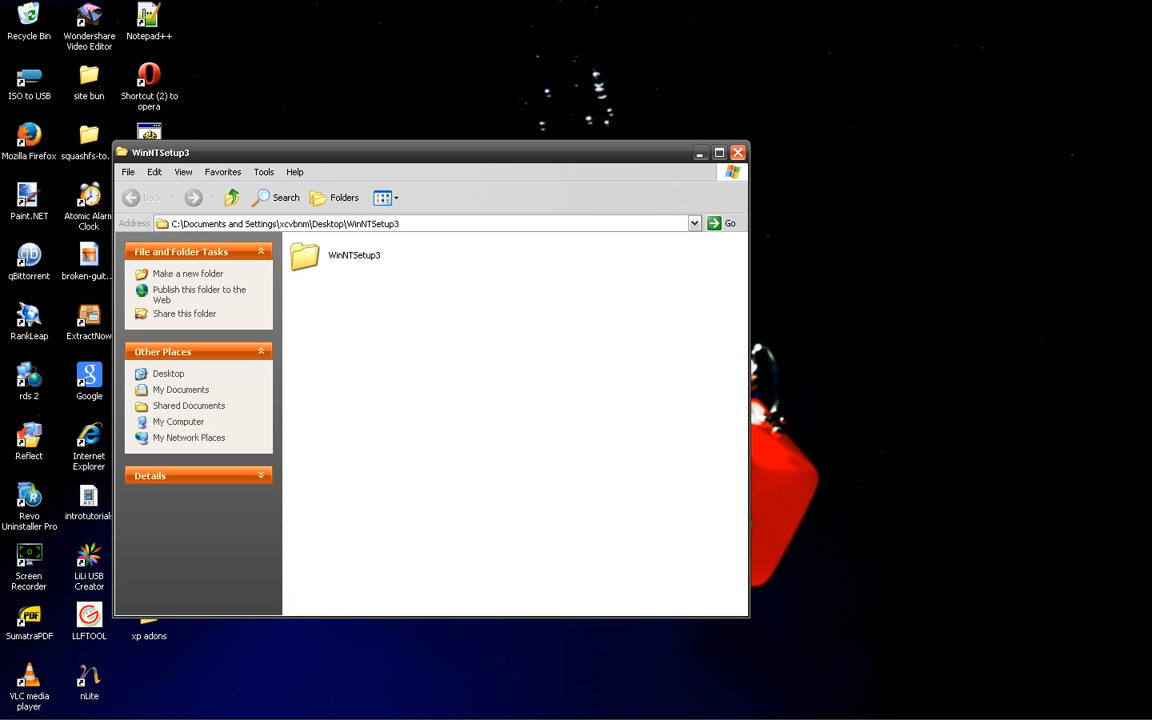 Recycle Bin
Wondershare
Video Editor
Notepad++
ISO to USB
site bun
Shortcut (2) to
opera
Mozilla Firefox
squashfs-to...
Paint.NET
Atomic Alarm
Clock
qBittorrent
broken-guit...
RankLeap
ExtractNow
rds 2
Google
Reflect
Internet
Explorer
Revo
Uninstaller Pro
introtutorial
Screen
Recorder
LiLi USB
Creator
SumatraPDF
LLFTOOL
xp adons
VLC media
player
nLite
WinNTSetup3
File Edit View Favorites Tools Help
Back Search Folders
Address C:\Documents and Settings\xcvbnm\Desktop\WinNTSetup3 Go
File and Folder Tasks
Make a new folder
Publish this folder to the
Web
Share this folder
Other Places
Desktop
My Documents
Shared Documents
My Computer
My Network Places
Details
WinNTSetup3